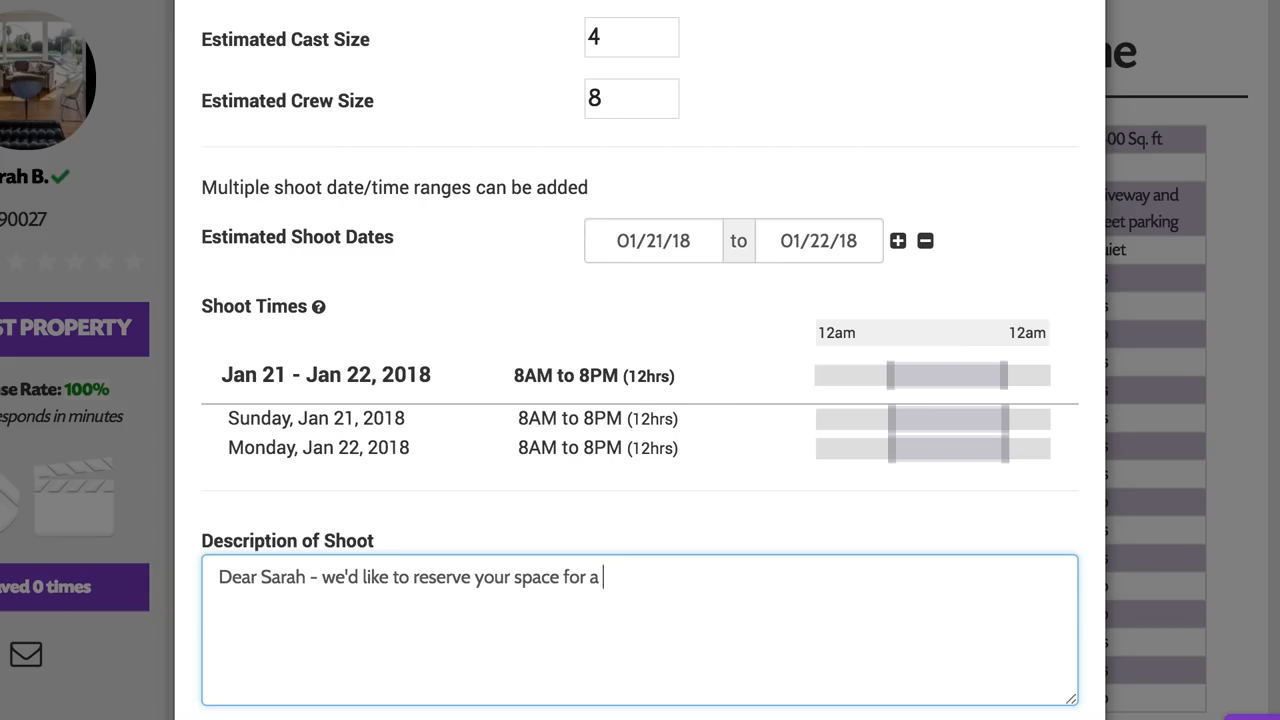 Estimated Cast Size 4
ne
Estimated Crew Size 8
00 Sq. ft
rah B.
Multiple shoot date/time ranges can be added
iveway and
90027
eet parking
Estimated Shoot Dates 01/21/18 to 01/22/18
iet
Shoot Times
ST PROPERTY
12am 12am
Jan 21 - Jan 22, 2018 8AM to 8PM (12hrs)
se Rate: 100%
esponds in minutes
Sunday, Jan 21, 2018 8AM to 8PM (12hrs)
Monday, Jan 22, 2018 8AM to 8PM (12hrs)
Description of Shoot
Dear Sarah - we'd like to reserve your space for a
ved 0 times